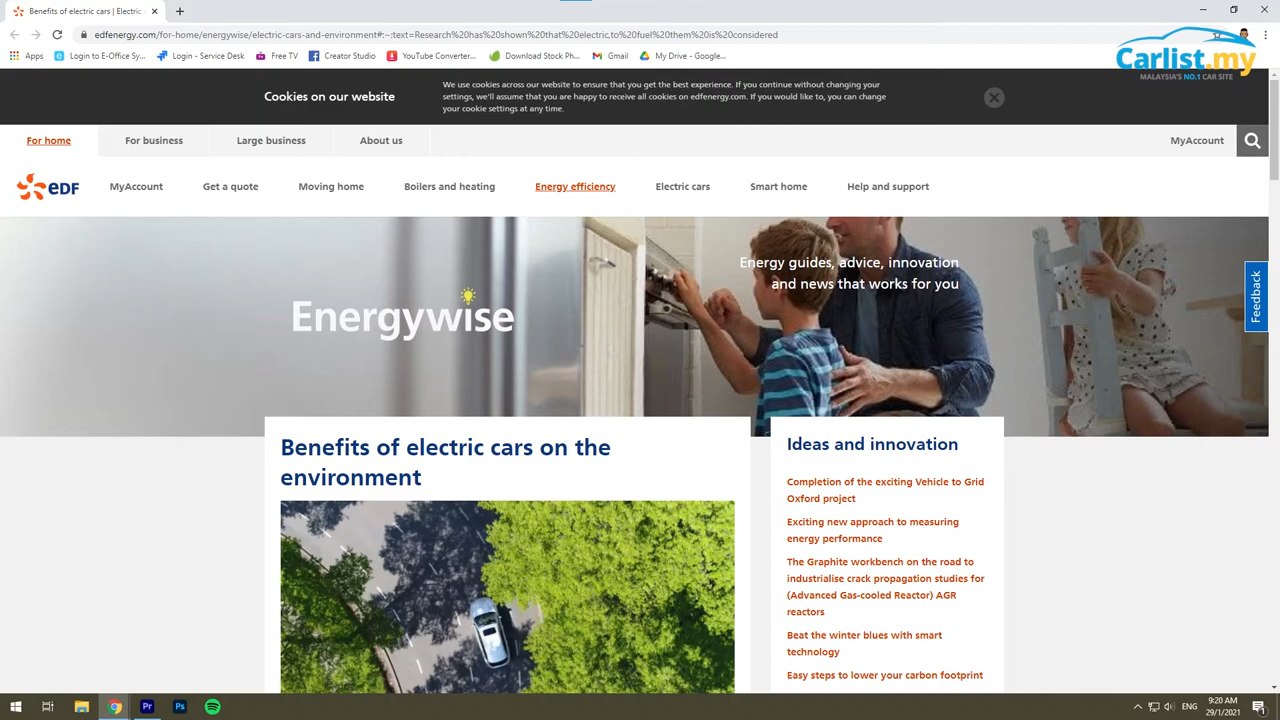 Benefits of electric cars | Electric
edfenergy.com/for-home/energywise/electric-cars-and-environment#:~:text=Research%20has%20shown%20that%20electric,to%20fuel%20them%20is%20considered
Apps
Login to E-Office Sy...
Login - Service Desk
Free TV
Creator Studio
YouTube Converter...
Download Stock Ph...
Gmail
My Drive - Google...
Carlist.my
MALAYSIA'S NO.1 CAR SITE
Cookies on our website
We use cookies across our website to ensure that you get the best experience. If you continue without changing your
settings, we'll assume that you are happy to receive all cookies on edfenergy.com. If you would like to, you can change
your cookie settings at any time.
For home
For business
Large business
About us
MyAccount
EDF
MyAccount
Get a quote
Moving home
Boilers and heating
Energy efficiency
Electric cars
Smart home
Help and support
Energy guides, advice, innovation
and news that works for you
Energywise
Feedback
Benefits of electric cars on the
environment
Ideas and innovation
Completion of the exciting Vehicle to Grid
Oxford project
Exciting new approach to measuring
energy performance
The Graphite workbench on the road to
industrialise crack propagation studies for
(Advanced Gas-cooled Reactor) AGR
reactors
Beat the winter blues with smart
technology
Easy steps to lower your carbon footprint
Pr
Ps
ENG
9:20 AM
29/1/2021
1